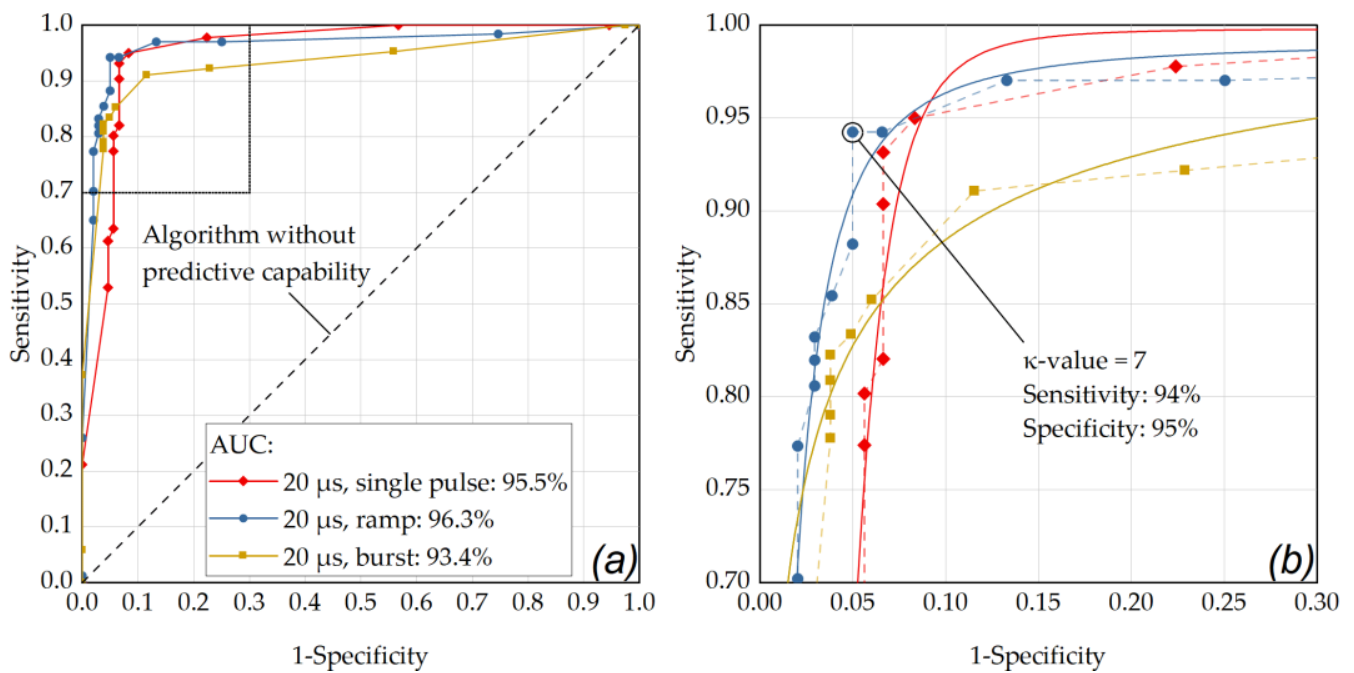 1.0
0.9
0.8
0.7
0.6
0.5
0.4
0.3
0.2
0.1
0.0
Sensitivity
Algorithm without
predictive capability
AUC:
20 μs, single pulse: 95.5%
20 μs, ramp: 96.3%
20 μs, burst: 93.4%
(a)
0.0 0.1 0.2 0.3 0.4 0.5 0.6 0.7 0.8 0.9 1.0
1-Specificity
1.00
0.95
0.90
0.85
0.80
0.75
0.70
Sensitivity
κ-value = 7
Sensitivity: 94%
Specificity: 95%
(b)
0.00 0.05 0.10 0.15 0.20 0.25 0.30
1-Specificity